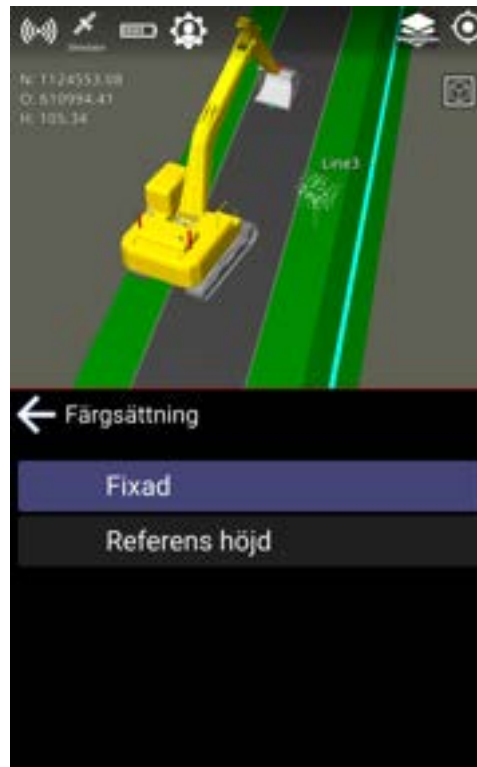 N: 1124553.08
O: 610994.41
H: 105.34
Line3
Färgsättning
Fixad
Referens höjd